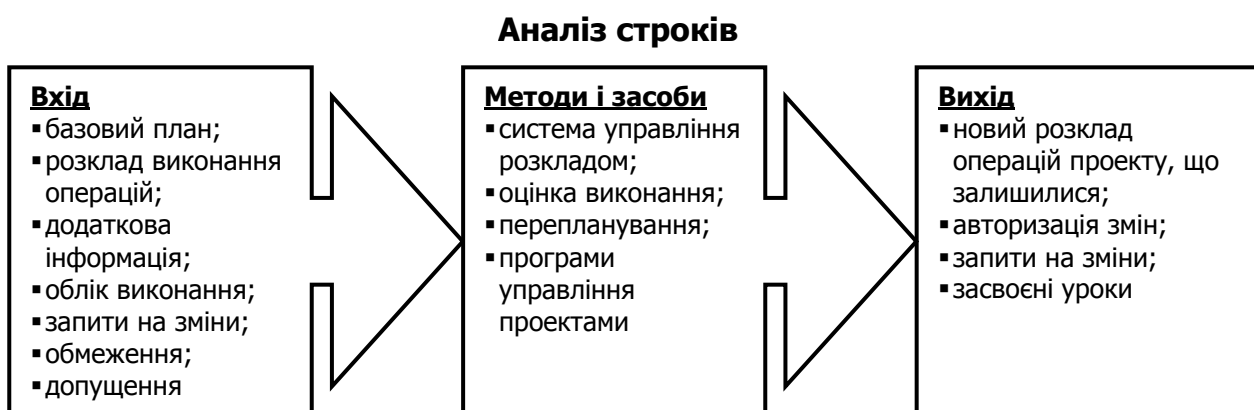 Аналіз строків
Вхід
▪базовий план;
▪розклад виконання
операцій;
▪додаткова
інформація;
▪облік виконання;
▪запити на зміни;
▪обмеження;
▪допущення
Методи і засоби
▪система управління
розкладом;
▪оцінка виконання;
▪перепланування;
▪програми
управління
проектами
Вихід
▪новий розклад
операцій проекту, що
залишилися;
▪авторизація змін;
▪запити на зміни;
▪засвоєні уроки